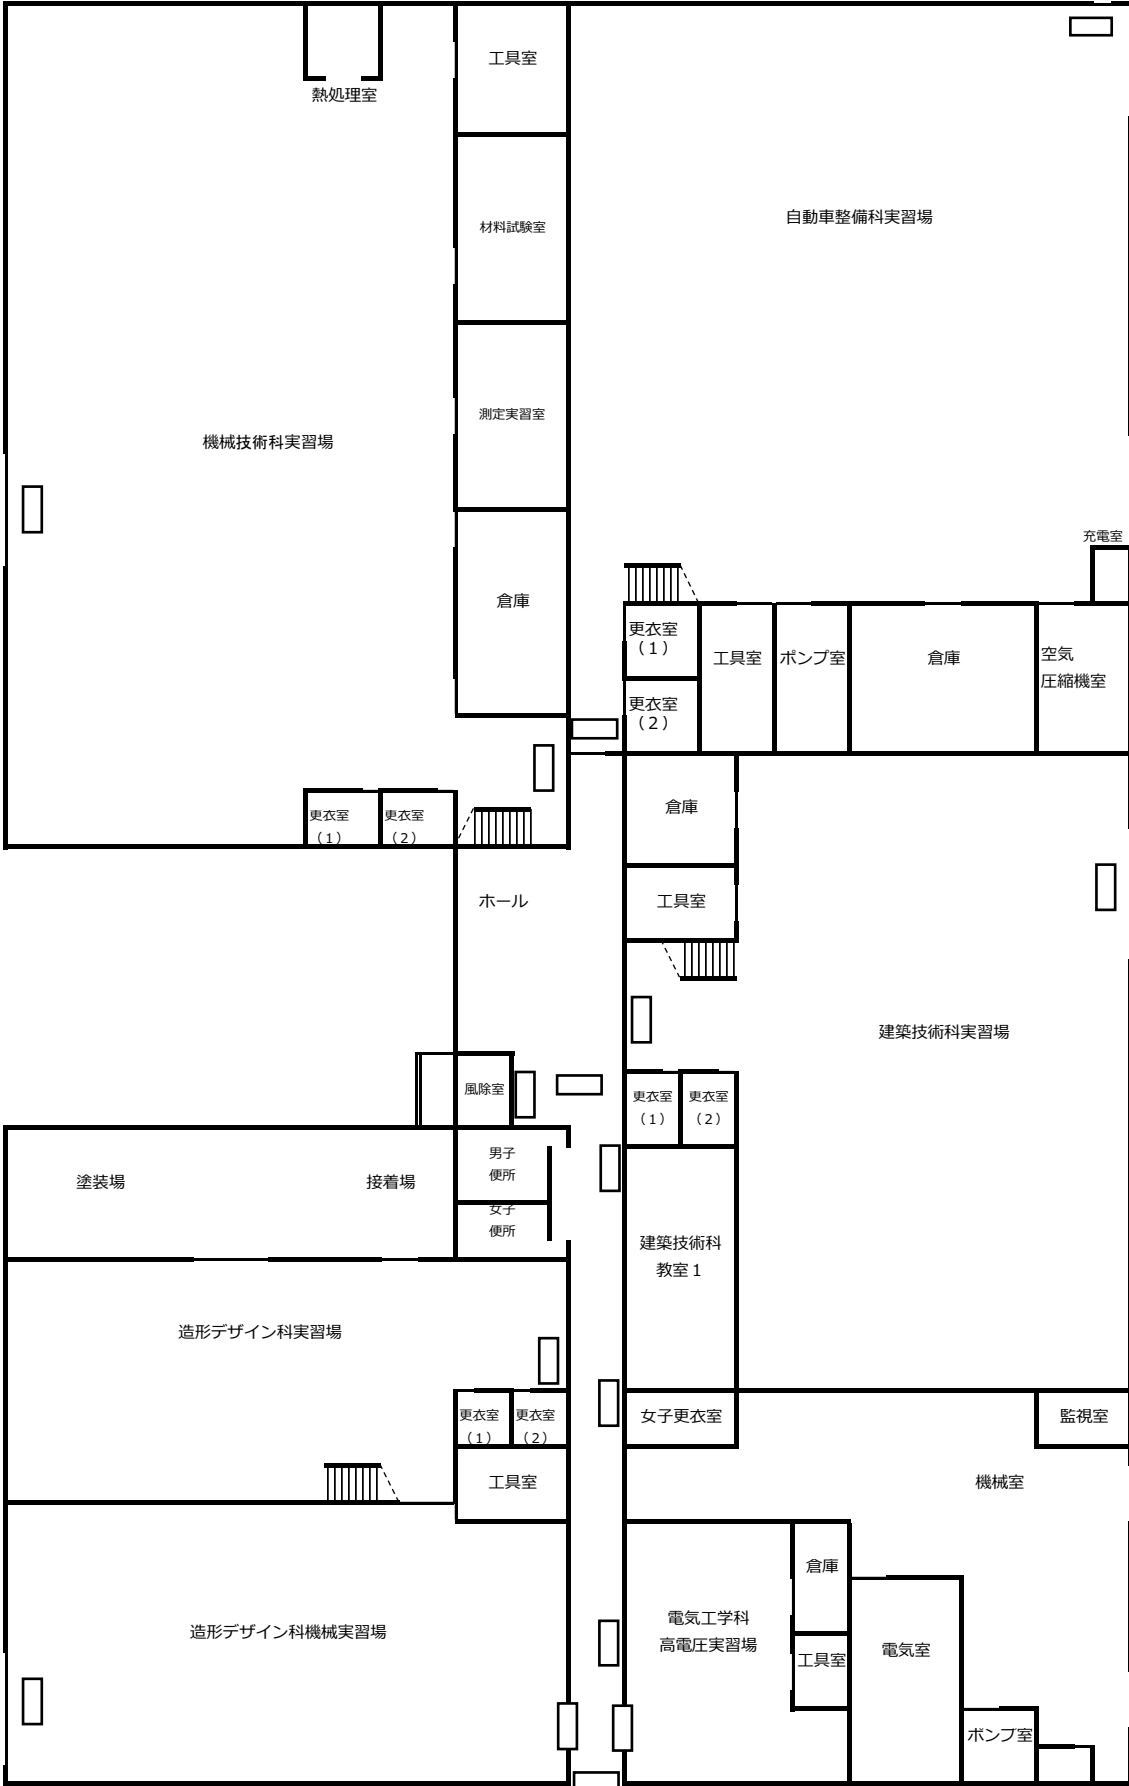 工具室
熱処理室
自動車整備科実習場
材料試験室
測定実習室
機械技術科実習場
充電室
倉庫
更衣室
（１）
工具室
ポンプ室
倉庫
空気
圧縮機室
更衣室
（２）
倉庫
更衣室
（１）
更衣室
（２）
ホール
工具室
建築技術科実習場
風除室
更衣室
（１）
更衣室
（２）
塗装場
接着場
男子
便所
女子
便所
建築技術科
教室１
造形デザイン科実習場
更衣室
（１）
更衣室
（２）
女子更衣室
監視室
工具室
機械室
倉庫
造形デザイン科機械実習場
電気工学科
高電圧実習場
工具室
電気室
ポンプ室